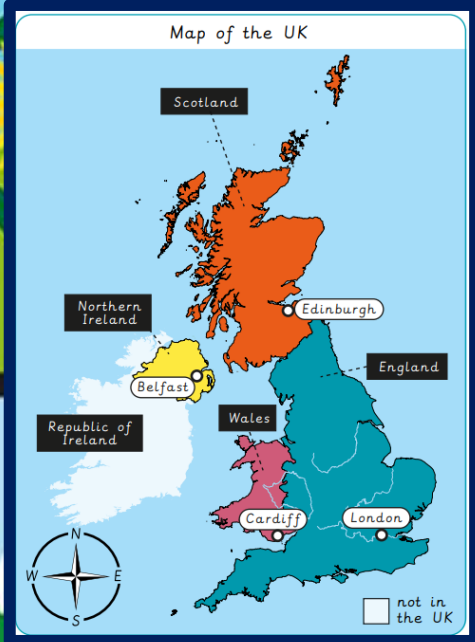 Map of the UK
Scotland
Edinburgh
Northern
Ireland
England
Belfast
Republic of
Ireland
Wales
Cardiff
London
N
W
E
S
not in
the UK